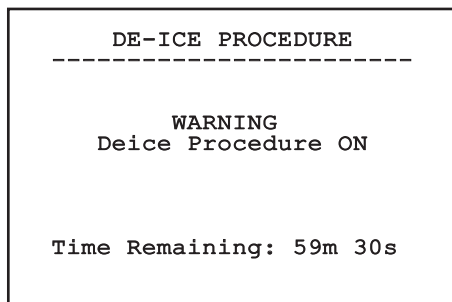 DE-ICE PROCEDURE
------------------------
WARNING
Deice Procedure ON
Time Remaining: 59m 30s